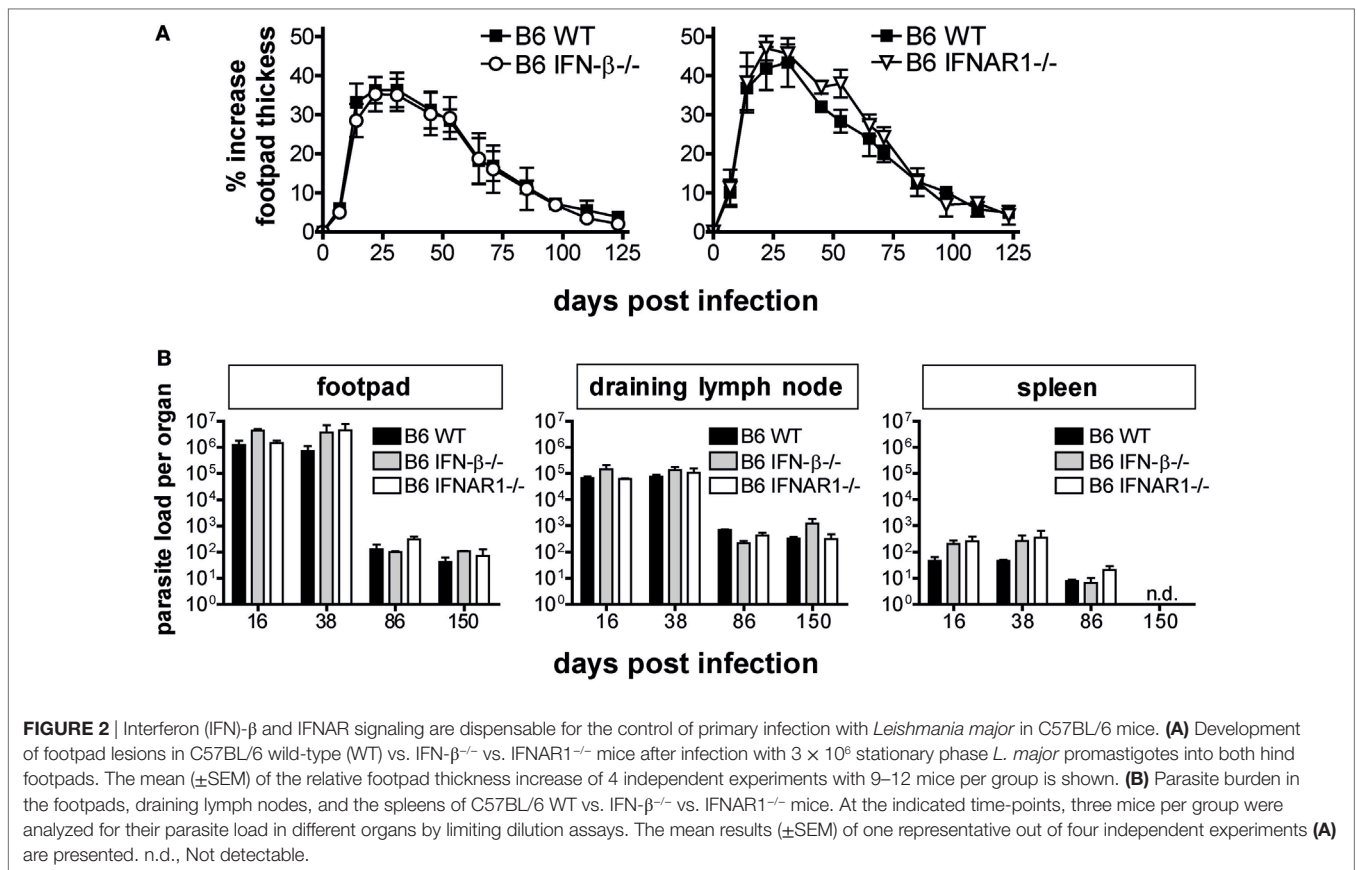 A
% increase
footpad thickess
50
40
30
20
10
0
B6 WT
B6 IFN-β-/-
0 25 50 75 100 125
50
40
30
20
10
0
B6 WT
B6 IFNAR1-/-
0 25 50 75 100 125
days post infection
B
parasite load per organ
footpad
10⁷
10⁶
10⁵
10⁴
10³
10²
10¹
10⁰
B6 WT
B6 IFN-β-/-
B6 IFNAR1-/-
16 38 86 150
draining lymph node
10⁷
10⁶
10⁵
10⁴
10³
10²
10¹
10⁰
B6 WT
B6 IFN-β-/-
B6 IFNAR1-/-
16 38 86 150
spleen
10⁷
10⁶
10⁵
10⁴
10³
10²
10¹
10⁰
B6 WT
B6 IFN-β-/-
B6 IFNAR1-/-
n.d.
16 38 86 150
days post infection
FIGURE 2 | Interferon (IFN)-β and IFNAR signaling are dispensable for the control of primary infection with Leishmania major in C57BL/6 mice. (A) Development
of footpad lesions in C57BL/6 wild-type (WT) vs. IFN-β⁻/⁻ vs. IFNAR1⁻/⁻ mice after infection with 3 × 10⁶ stationary phase L. major promastigotes into both hind
footpads. The mean (±SEM) of the relative footpad thickness increase of 4 independent experiments with 9–12 mice per group is shown. (B) Parasite burden in
the footpads, draining lymph nodes, and the spleens of C57BL/6 WT vs. IFN-β⁻/⁻ vs. IFNAR1⁻/⁻ mice. At the indicated time-points, three mice per group were
analyzed for their parasite load in different organs by limiting dilution assays. The mean results (±SEM) of one representative out of four independent experiments (A)
are presented. n.d., Not detectable.